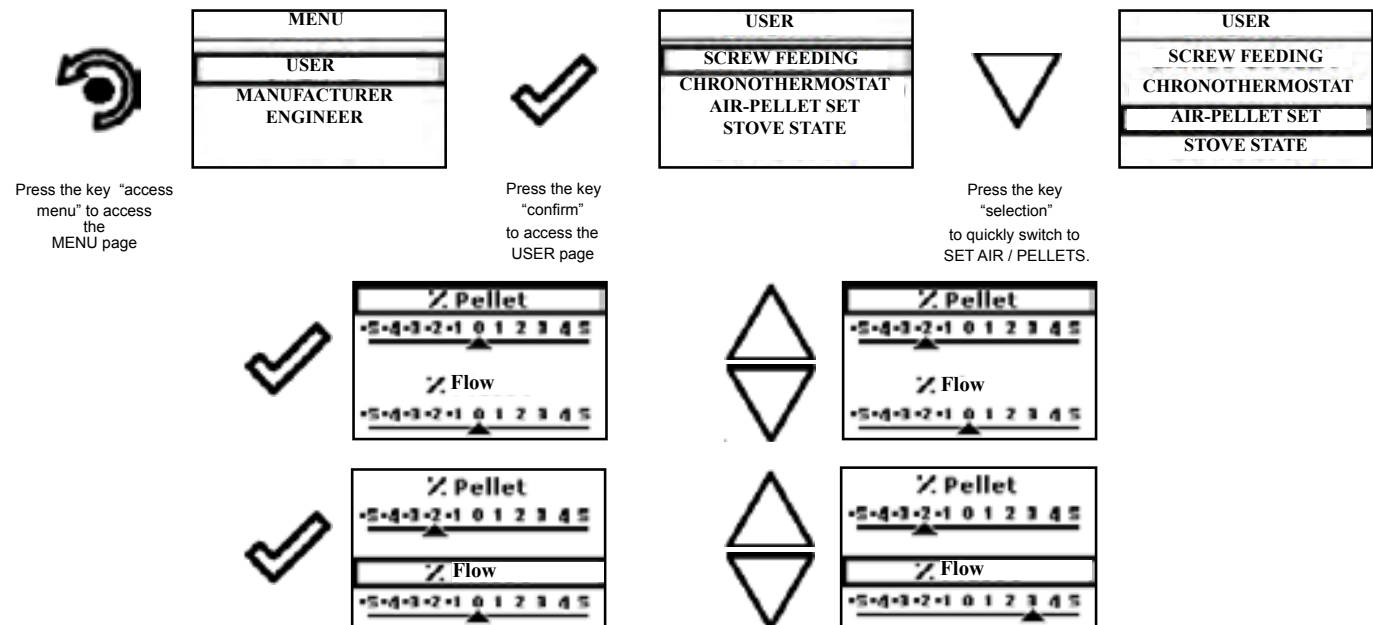 MENU
USER
MANUFACTURER
ENGINEER
USER
SCREW FEEDING
CHRONOTHERMOSTAT
AIR-PELLET SET
STOVE STATE
USER
SCREW FEEDING
CHRONOTHERMOSTAT
AIR-PELLET SET
STOVE STATE
Press the key “access
menu” to access
the
MENU page
Press the key
“confirm”
to access the
USER page
Press the key
“selection”
to quickly switch to
SET AIR / PELLETS.
% Pellet
-5-4-3-2-1 0 1 2 3 4 5
% Flow
-5-4-3-2-1 0 1 2 3 4 5
% Pellet
-5-4-3-2-1 0 1 2 3 4 5
% Flow
-5-4-3-2-1 0 1 2 3 4 5
% Pellet
-5-4-3-2-1 0 1 2 3 4 5
% Flow
-5-4-3-2-1 0 1 2 3 4 5
% Pellet
-5-4-3-2-1 0 1 2 3 4 5
% Flow
-5-4-3-2-1 0 1 2 3 4 5